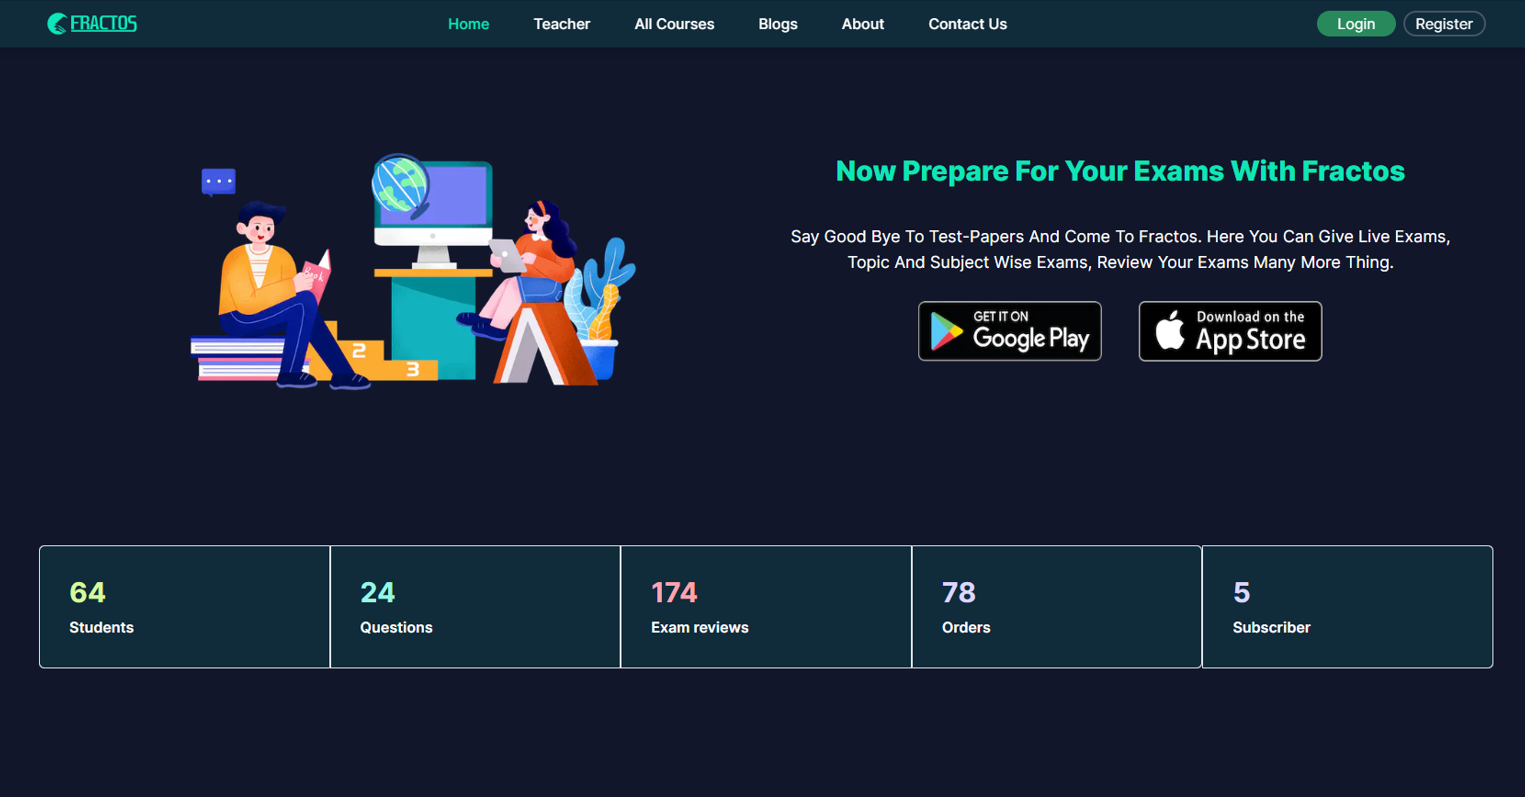 FRACTOS
Home
Teacher
All Courses
Blogs
About
Contact Us
Login
Register
Now Prepare For Your Exams With Fractos
Say Good Bye To Test-Papers And Come To Fractos. Here You Can Give Live Exams,
Topic And Subject Wise Exams, Review Your Exams Many More Thing.
GET IT ON
Google Play
Download on the
App Store
Book
2
3
64
Students
24
Questions
174
Exam reviews
78
Orders
5
Subscriber